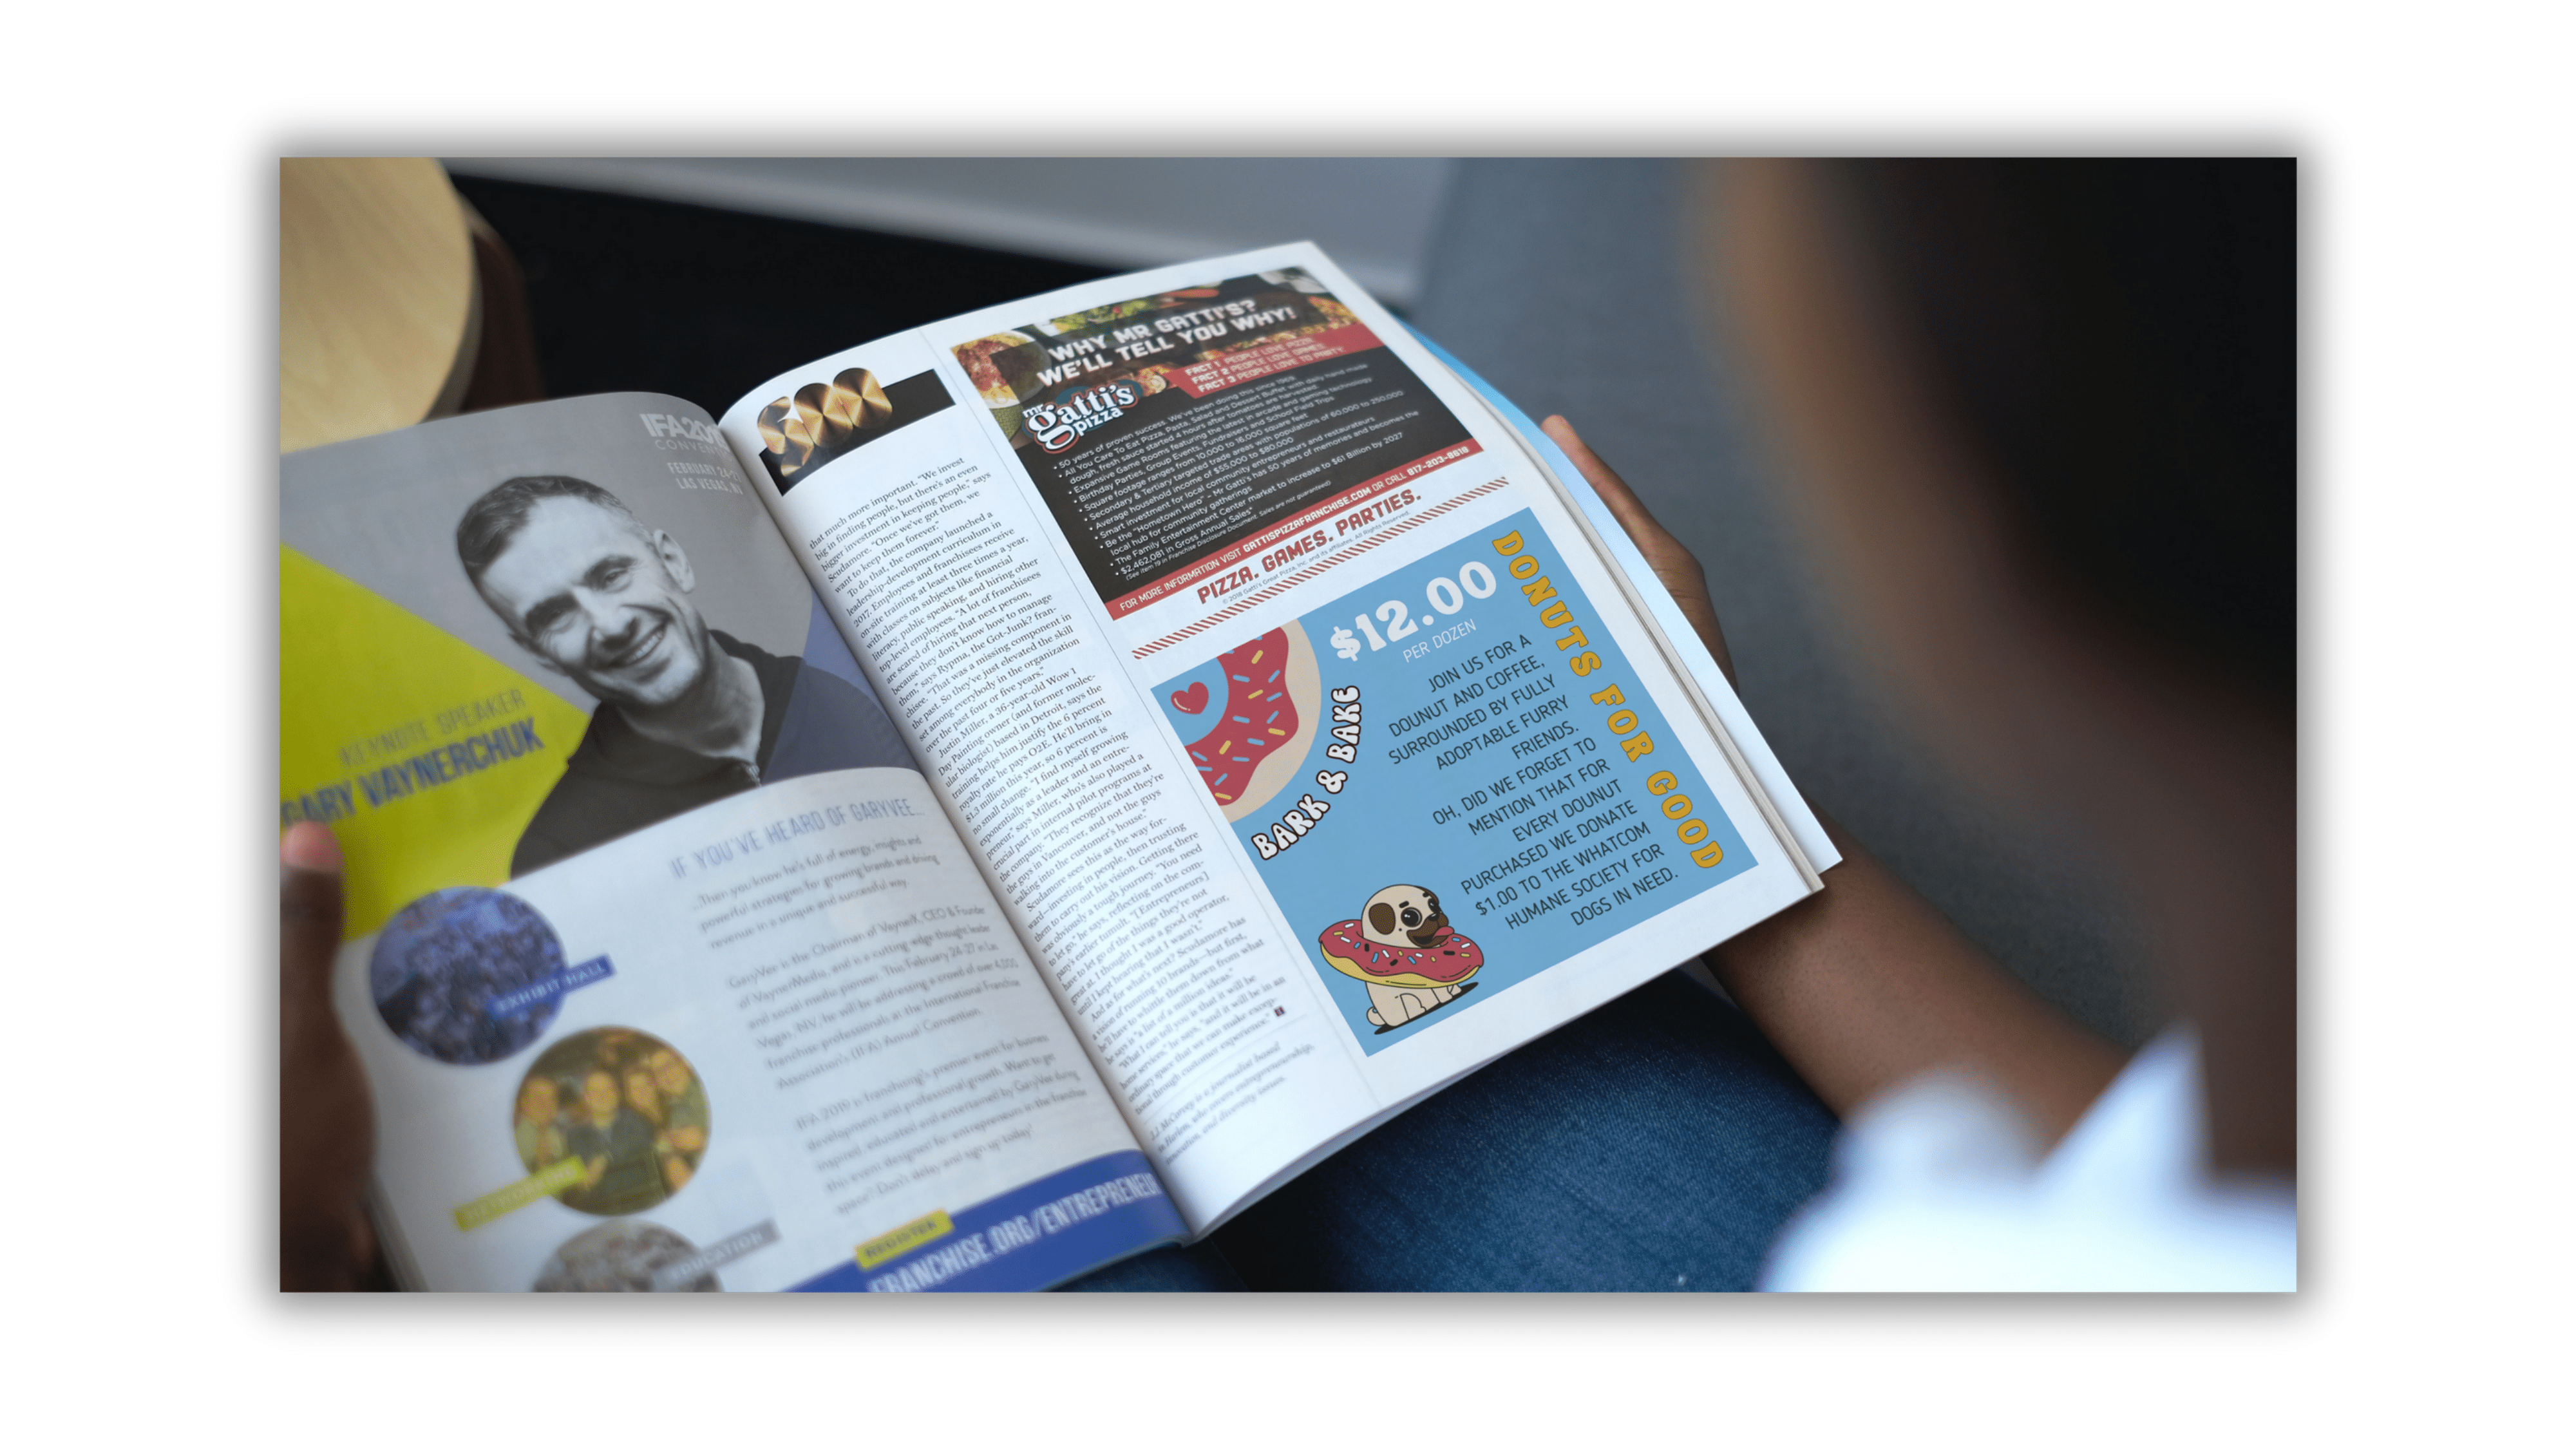 IFA201
CONVENT
FEBRUARY 24-27
LAS VEGAS, NV
KEYNOTE SPEAKER
GARY VAYNERCHUK
IF YOU'VE HEARD OF GARYVEE...
...Then you know he's full of energy, insights and
powerful strategies for growing brands and driving
revenue in a unique and successful way.
GaryVee is the Chairman of VaynerX, CEO & Founder
of VaynerMedia, and is a cutting-edge thought leader
and social media pioneer. This February 24-27 in Las
Vegas, NV, he will be addressing a crowd of over 4,000
franchise professionals at the International Franchise
Association's (IFA) Annual Convention.
IFA 2019 is franchising's premier event for business
development and professional growth. Want to get
inspired, educated and entertained by GaryVee during
this event designed for entrepreneurs in the franchise
space? Don't delay and sign up today!
EXHIBIT HALL
NETWORKING
EDUCATION
REGISTER
FRANCHISE.ORG/ENTREPRENEU
that much more important. "We invest
big in finding people, but there's an even
bigger investment in keeping people," says
Scudamore. "Once we've got them, we
want to keep them forever."
To do that, the company launched a
leadership-development curriculum in
2017. Employees and franchisees receive
on-site training at least three times a year,
with classes on subjects like financial
literacy, public speaking, and hiring other
top-level employees. "A lot of franchisees
are scared of hiring that next person,
because they don't know how to manage
them," says Rypma, the Got-Junk? fran-
chisee. "That was a missing component in
the past. So they've just elevated the skill
set among everybody in the organization
over the past four or five years."
Justin Miller, a 36-year-old Wow 1
Day Painting owner (and former molec-
ular biologist) based in Detroit, says the
training helps him justify the 6 percent
royalty rate he pays O2E. He'll bring in
$1.3 million this year, so 6 percent is
no small change. "I find myself growing
exponentially as a leader and an entre-
preneur," says Miller, who's also played a
crucial part in internal pilot programs at
the company. "They recognize that they're
the guys in Vancouver, and not the guys
walking into the customer's house."
Scudamore sees this as the way for-
ward—investing in people, then trusting
them to carry out his vision. Getting there
was obviously a tough journey. "You need
to let go," he says, reflecting on the com-
pany's earlier tumult. "[Entrepreneurs]
have to let go of the things they're not
great at. I thought I was a good operator,
until I kept hearing that I wasn't."
And as for what's next? Scudamore has
a vision of running 10 brands—but first,
he'll have to whittle them down from what
he says is "a list of a million ideas."
"What I can tell you is that it will be
home services," he says, "and it will be in an
ordinary space that we can make excep-
tional through customer experience."
J.J. McCorvey is a journalist based
in Harlem, who covers entrepreneurship,
innovation, and diversity issues.
WHY MR GATTI'S?
WE'LL TELL YOU WHY!
FACT 1 PEOPLE LOVE PIZZA.
FACT 2 PEOPLE LOVE GAMES.
FACT 3 PEOPLE LOVE TO PARTY.
mr.
gatti's
pizza
• 50 years of proven success. We've been doing this since 1969.
• All You Care To Eat Pizza, Pasta, Salad and Dessert Buffet with daily hand made
dough, fresh sauce started 4 hours after tomatoes are harvested.
• Expansive Game Rooms featuring the latest in arcade and gaming technology
• Birthday Parties, Group Events, Fundraisers and School Field Trips
• Square footage ranges from 10,000 to 16,000 square feet
• Secondary & Tertiary targeted trade areas with populations of 60,000 to 250,000
• Average household income of $55,000 to $80,000
• Smart investment for local community entrepreneurs and restaurateurs
• Be the "Hometown Hero" - Mr Gatti's has 50 years of memories and becomes the
local hub for community gatherings
• The Family Entertainment Center market to increase to $61 Billion by 2027
• $2,462,081 in Gross Annual Sales*
(See Item 19 in Franchise Disclosure Document. Sales are not guaranteed)
FOR MORE INFORMATION VISIT GATTISPIZZAFRANCHISE.COM OR CALL 817-203-8618
PIZZA. GAMES. PARTIES.
© 2018 Gatti's Great Pizza, Inc. and its affiliates. All Rights Reserved.
$12.00
PER DOZEN
DONUTS FOR GOOD
BARK & BAKE
JOIN US FOR A
DOUNUT AND COFFEE,
SURROUNDED BY FULLY
ADOPTABLE FURRY
FRIENDS.
OH, DID WE FORGET TO
MENTION THAT FOR
EVERY DOUNUT
PURCHASED WE DONATE
$1.00 TO THE WHATCOM
HUMANE SOCIETY FOR
DOGS IN NEED.